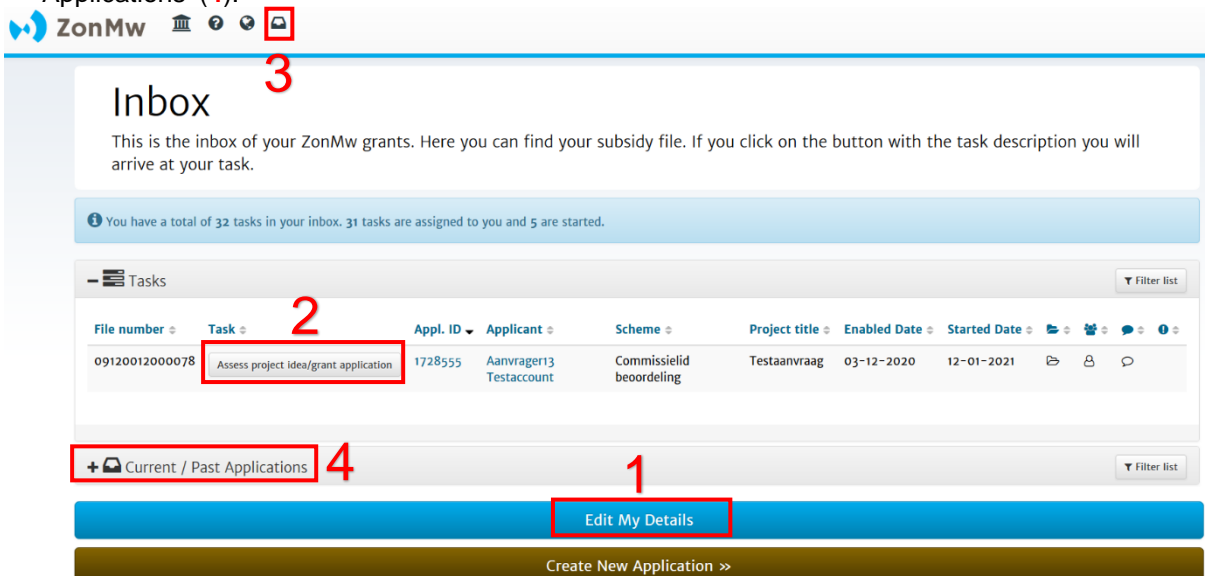 Applications" (4).
ZonMw
3
Inbox
This is the inbox of your ZonMw grants. Here you can find your subsidy file. If you click on the button with the task description you will
arrive at your task.
You have a total of 32 tasks in your inbox. 31 tasks are assigned to you and 5 are started.
Tasks
Filter list
2
File number Task Appl. ID Applicant Scheme Project title Enabled Date Started Date
09120012000078 Assess project idea/grant application 1728555 Aanvrager13 Commissielid Testaanvraag 03-12-2020 12-01-2021
Testaccount beoordeling
+ Current / Past Applications 4
Filter list
1
Edit My Details
Create New Application »